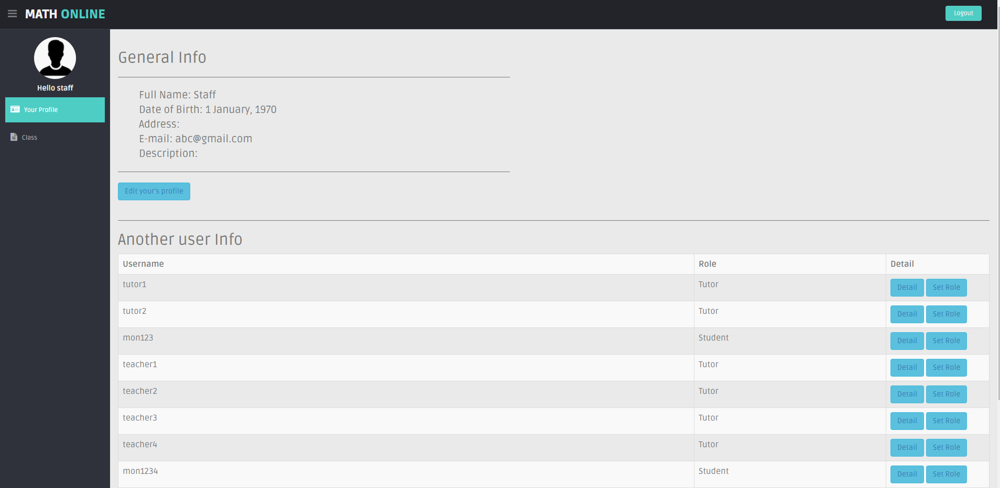 MATH ONLINE
Logout
Hello staff
Your Profile
Class
General Info
Full Name: Staff
Date of Birth: 1 January, 1970
Address:
E-mail: abc@gmail.com
Description:
Edit your's profile
Another user Info
Username Role Detail
tutor1 Tutor Detail Set Role
tutor2 Tutor Detail Set Role
mon123 Student Detail Set Role
teacher1 Tutor Detail Set Role
teacher2 Tutor Detail Set Role
teacher3 Tutor Detail Set Role
teacher4 Tutor Detail Set Role
mon1234 Student Detail Set Role